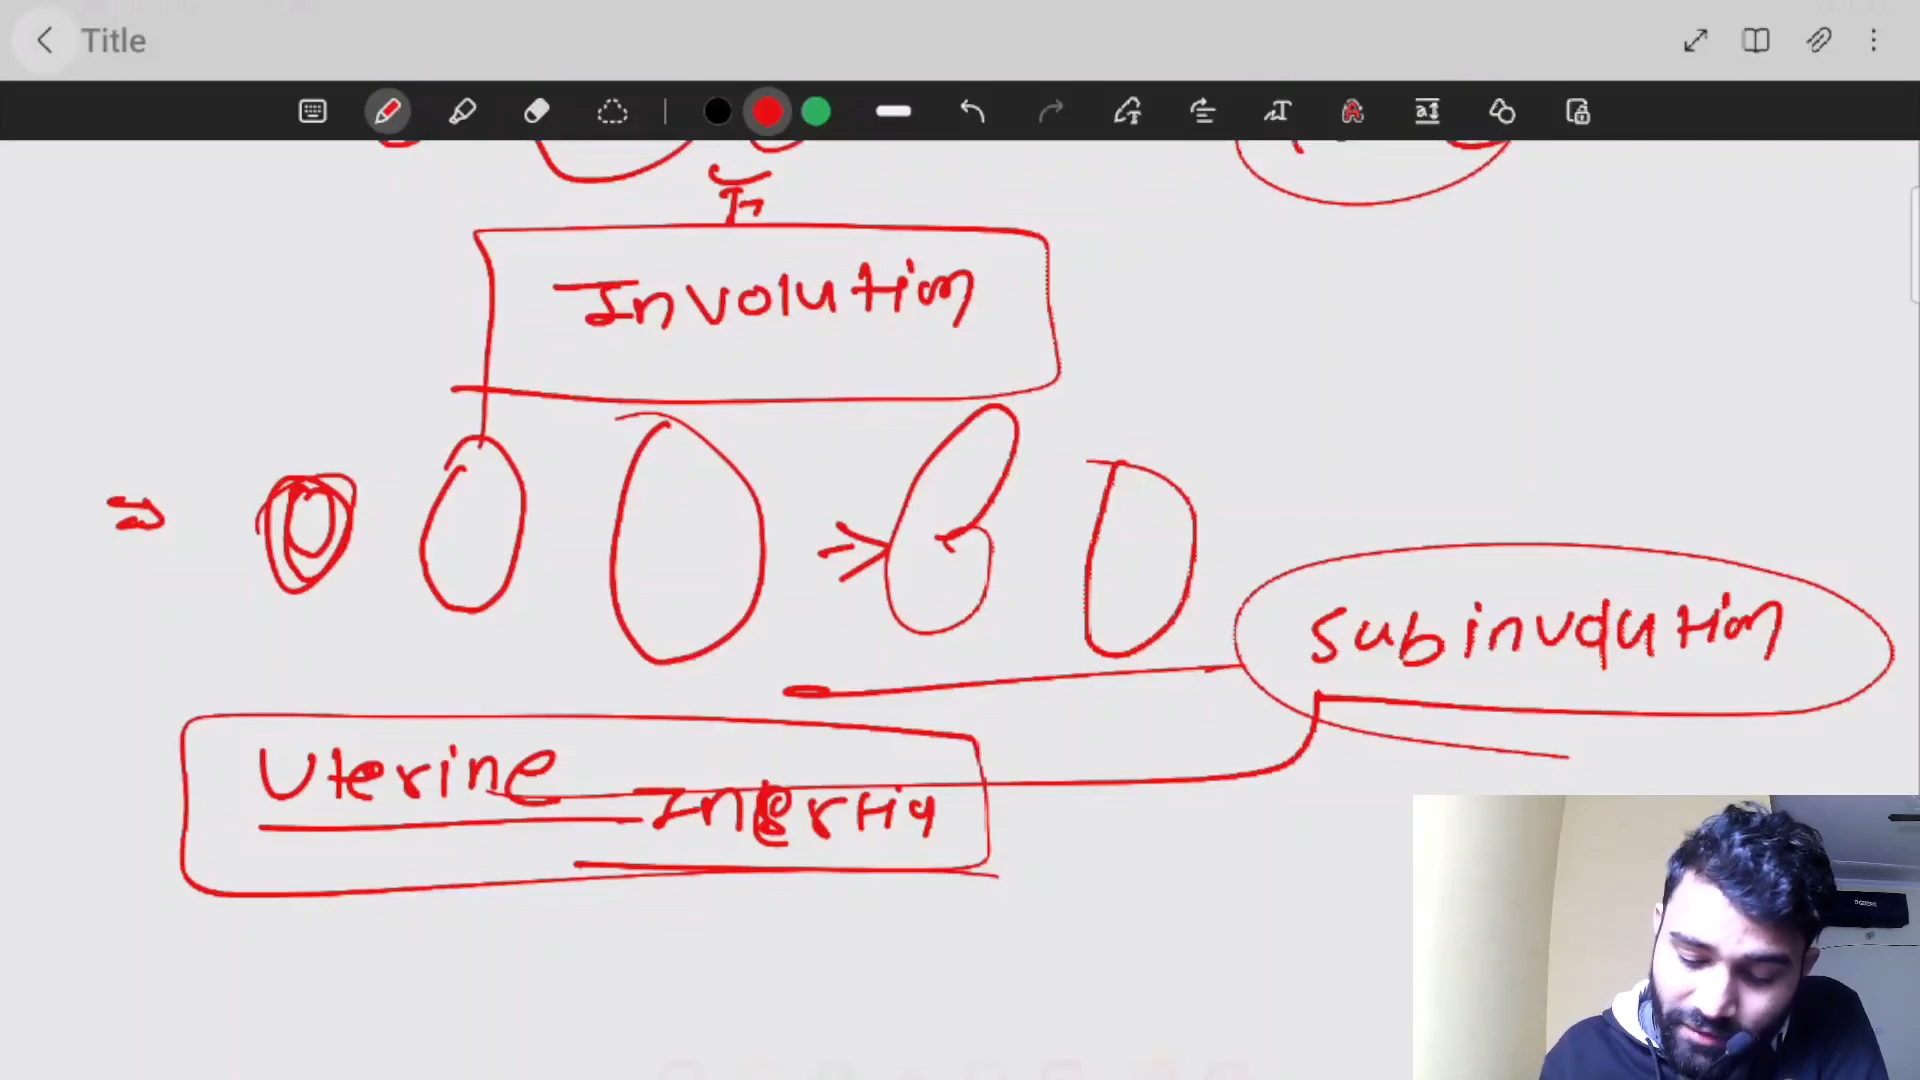 Title
Involution
Subinvolution
Uterine
Inertia